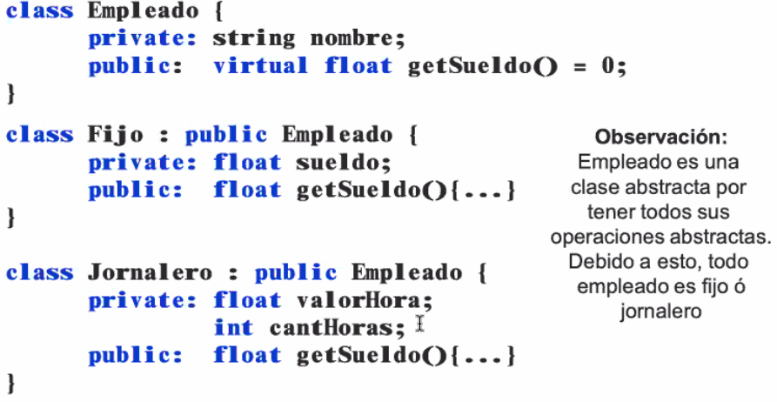 class Empleado {
private: string nombre;
public: virtual float getSueldo() = 0;
}
class Fijo : public Empleado {
private: float sueldo;
public: float getSueldo(){...}
}
class Jornalero : public Empleado {
private: float valorHora;
int cantHoras;
public: float getSueldo(){...}
}
Observación:
Empleado es una
clase abstracta por
tener todos sus
operaciones abstractas.
Debido a esto, todo
empleado es fijo ó
jornalero